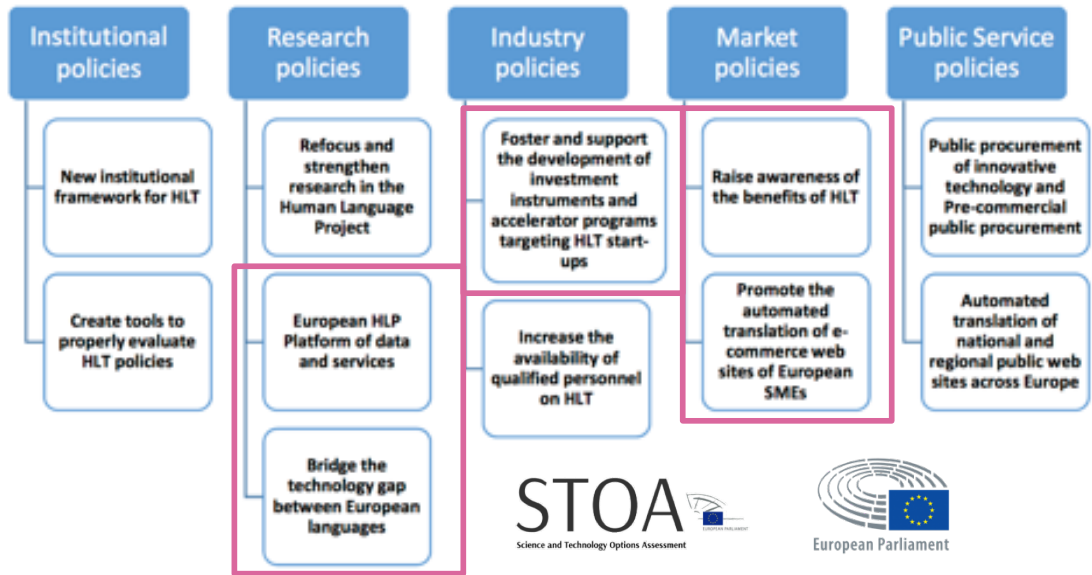 Institutional
policies
New institutional
framework for HLT
Create tools to
properly evaluate
HLT policies
Research
policies
Refocus and
strengthen
research in the
Human Language
Project
European HLP
Platform of data
and services
Bridge the
technology gap
between European
languages
Industry
policies
Foster and support
the development of
investment
instruments and
accelerator programs
targeting HLT start-
ups
Increase the
availability of
qualified personnel
on HLT
Market
policies
Raise awareness of
the benefits of HLT
Promote the
automated
translation of e-
commerce web
sites of European
SMEs
Public Service
policies
Public procurement
of innovative
technology and
Pre-commercial
public procurement
Automated
translation of
national and
regional public web
sites across Europe
STOA
EUROPEAN PARLIAMENT
Science and Technology Options Assessment
European Parliament